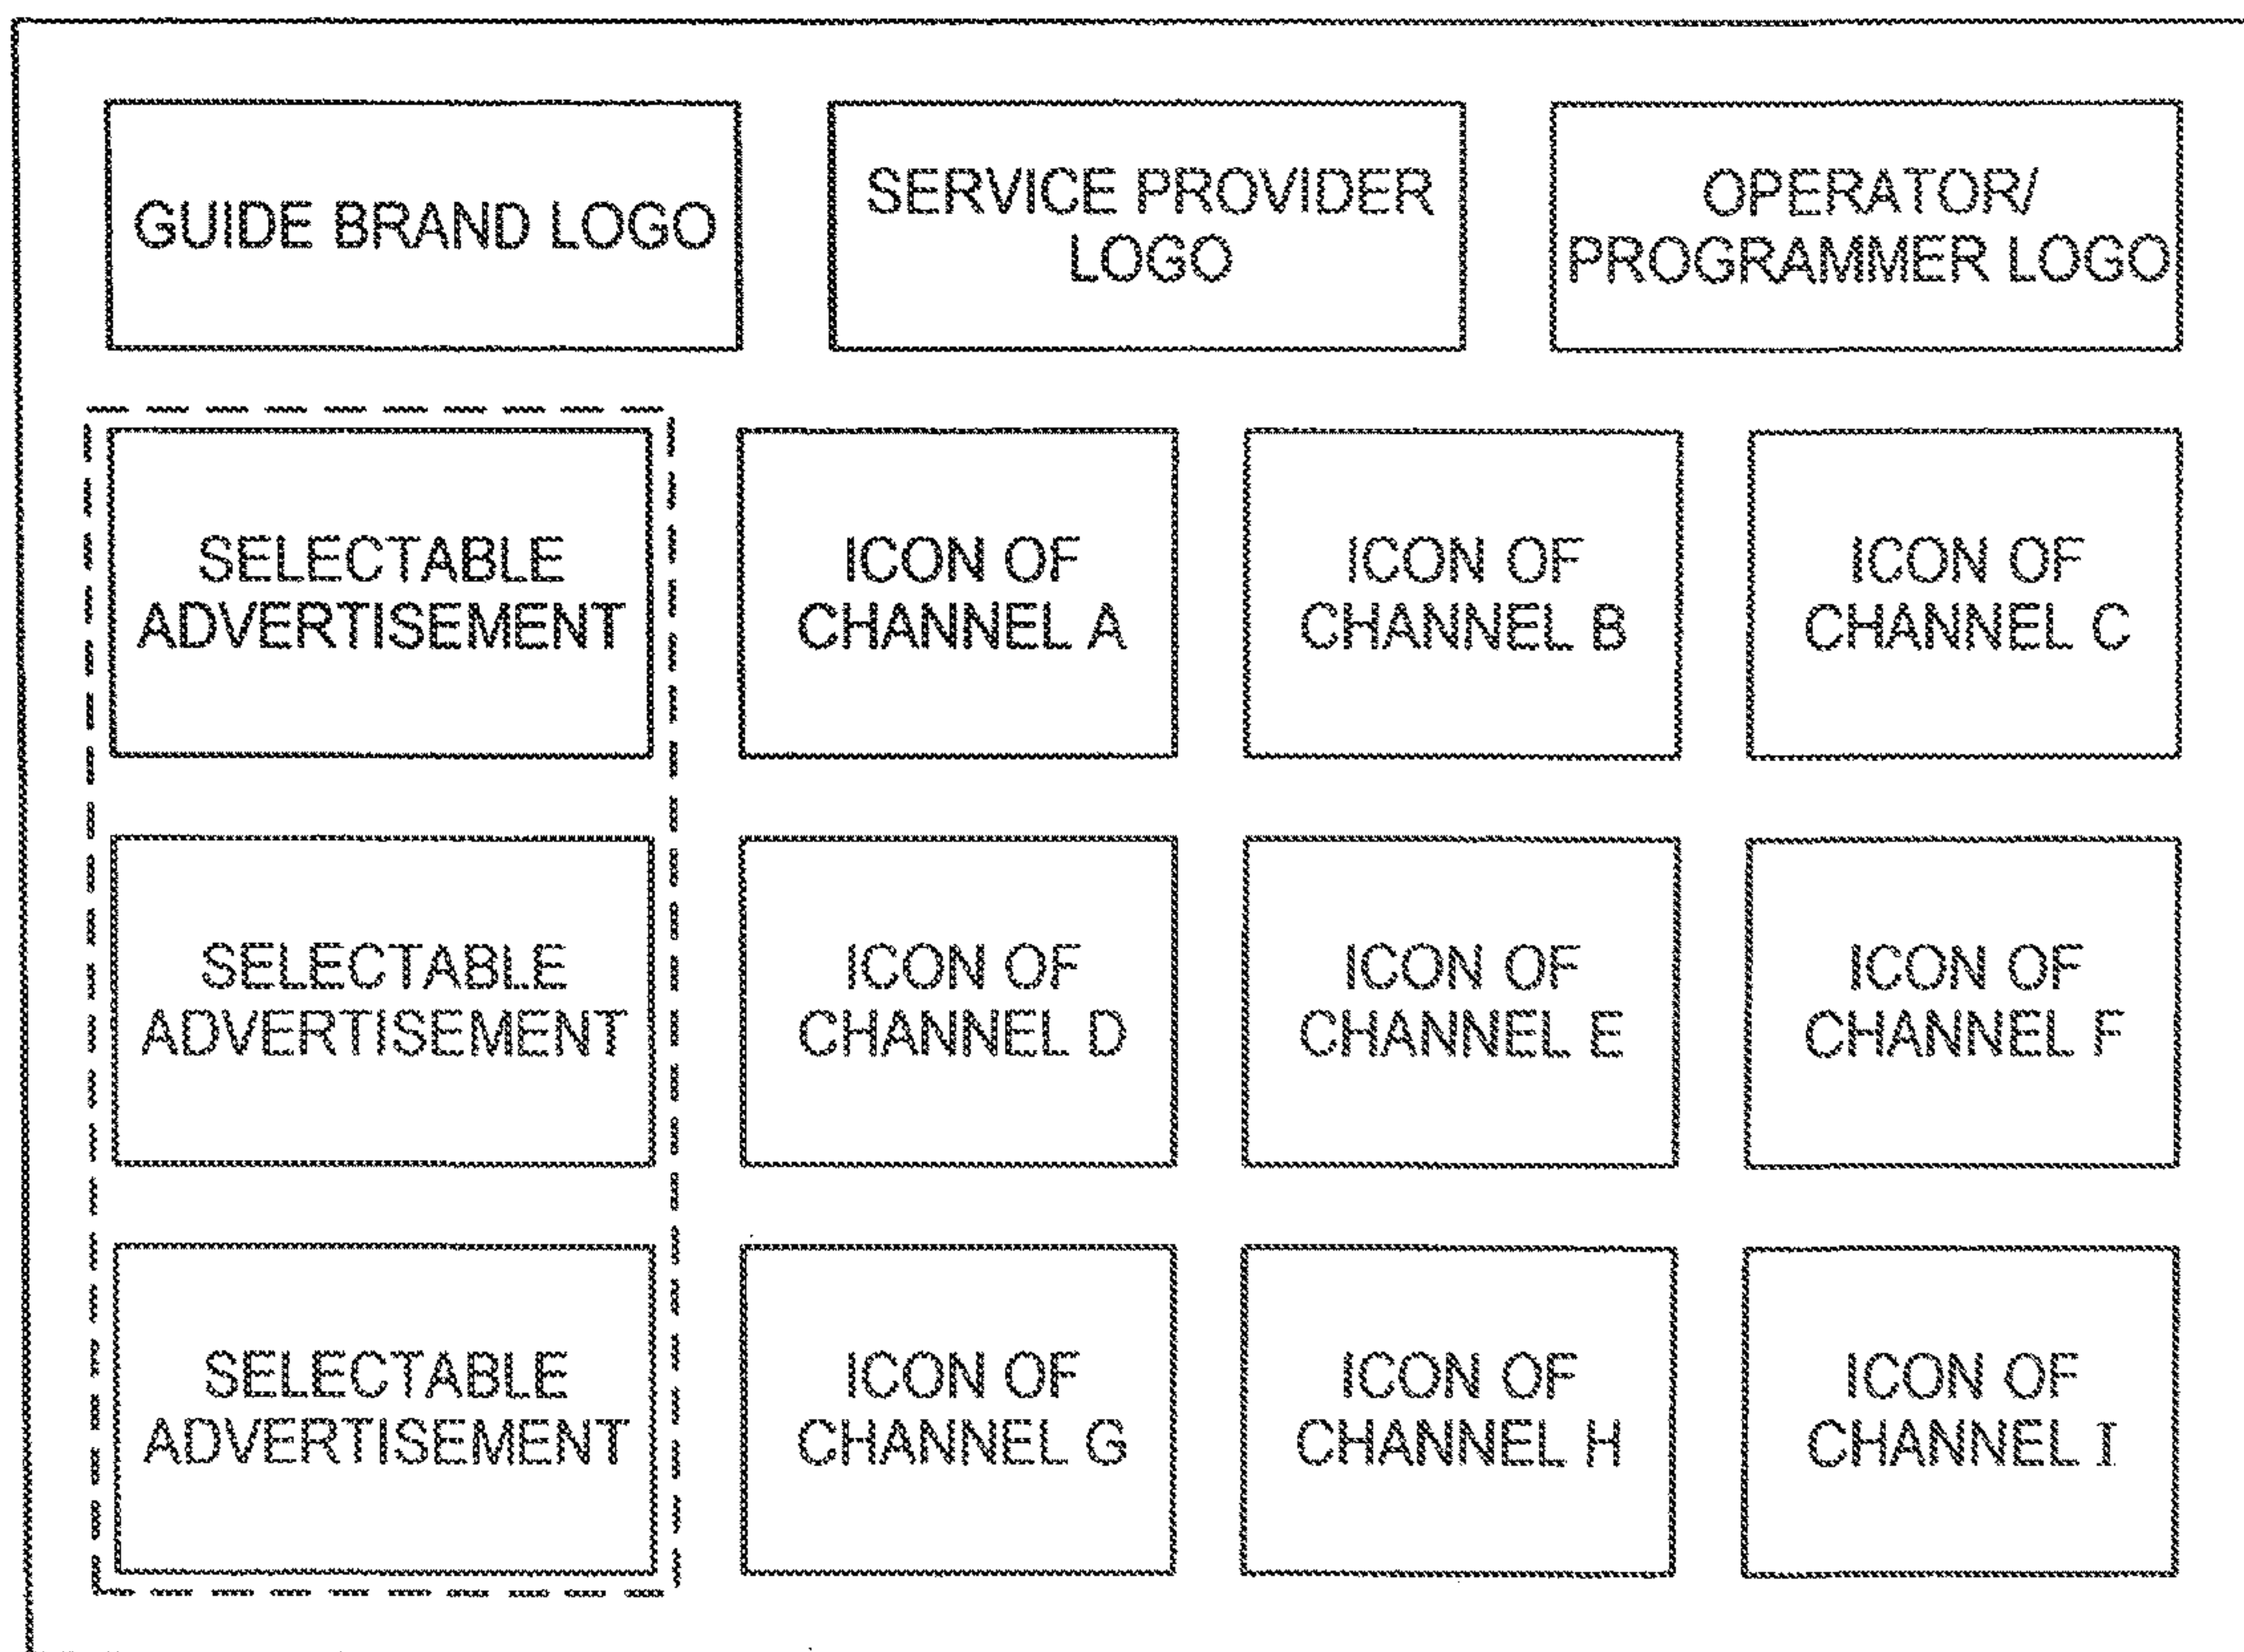 GUIDE BRAND LOGO
SERVICE PROVIDER
LOGO
OPERATOR/
PROGRAMMER LOGO
SELECTABLE
ADVERTISEMENT
ICON OF
CHANNEL A
ICON OF
CHANNEL B
ICON OF
CHANNEL C
SELECTABLE
ADVERTISEMENT
ICON OF
CHANNEL D
ICON OF
CHANNEL E
ICON OF
CHANNEL F
SELECTABLE
ADVERTISEMENT
ICON OF
CHANNEL G
ICON OF
CHANNEL H
ICON OF
CHANNEL I